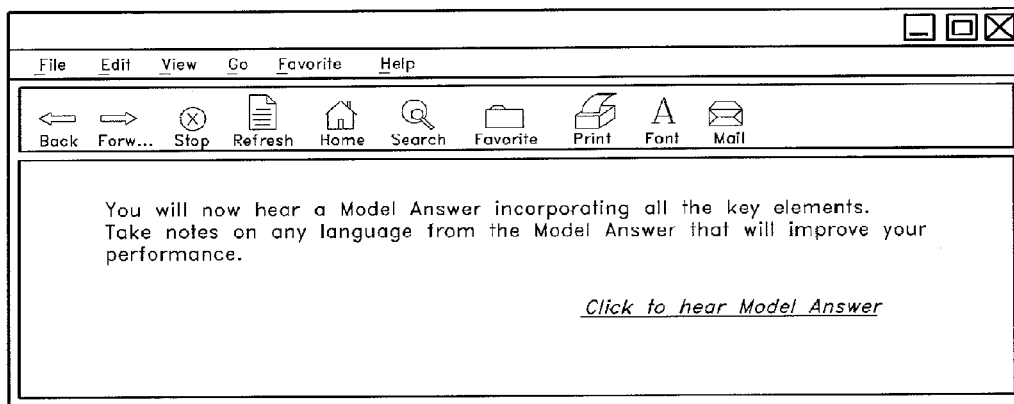 File Edit View Go Favorite Help
Back Forw... Stop Refresh Home Search Favorite Print Font Mail
You will now hear a Model Answer incorporating all the key elements.
Take notes on any language from the Model Answer that will improve your
performance.
Click to hear Model Answer